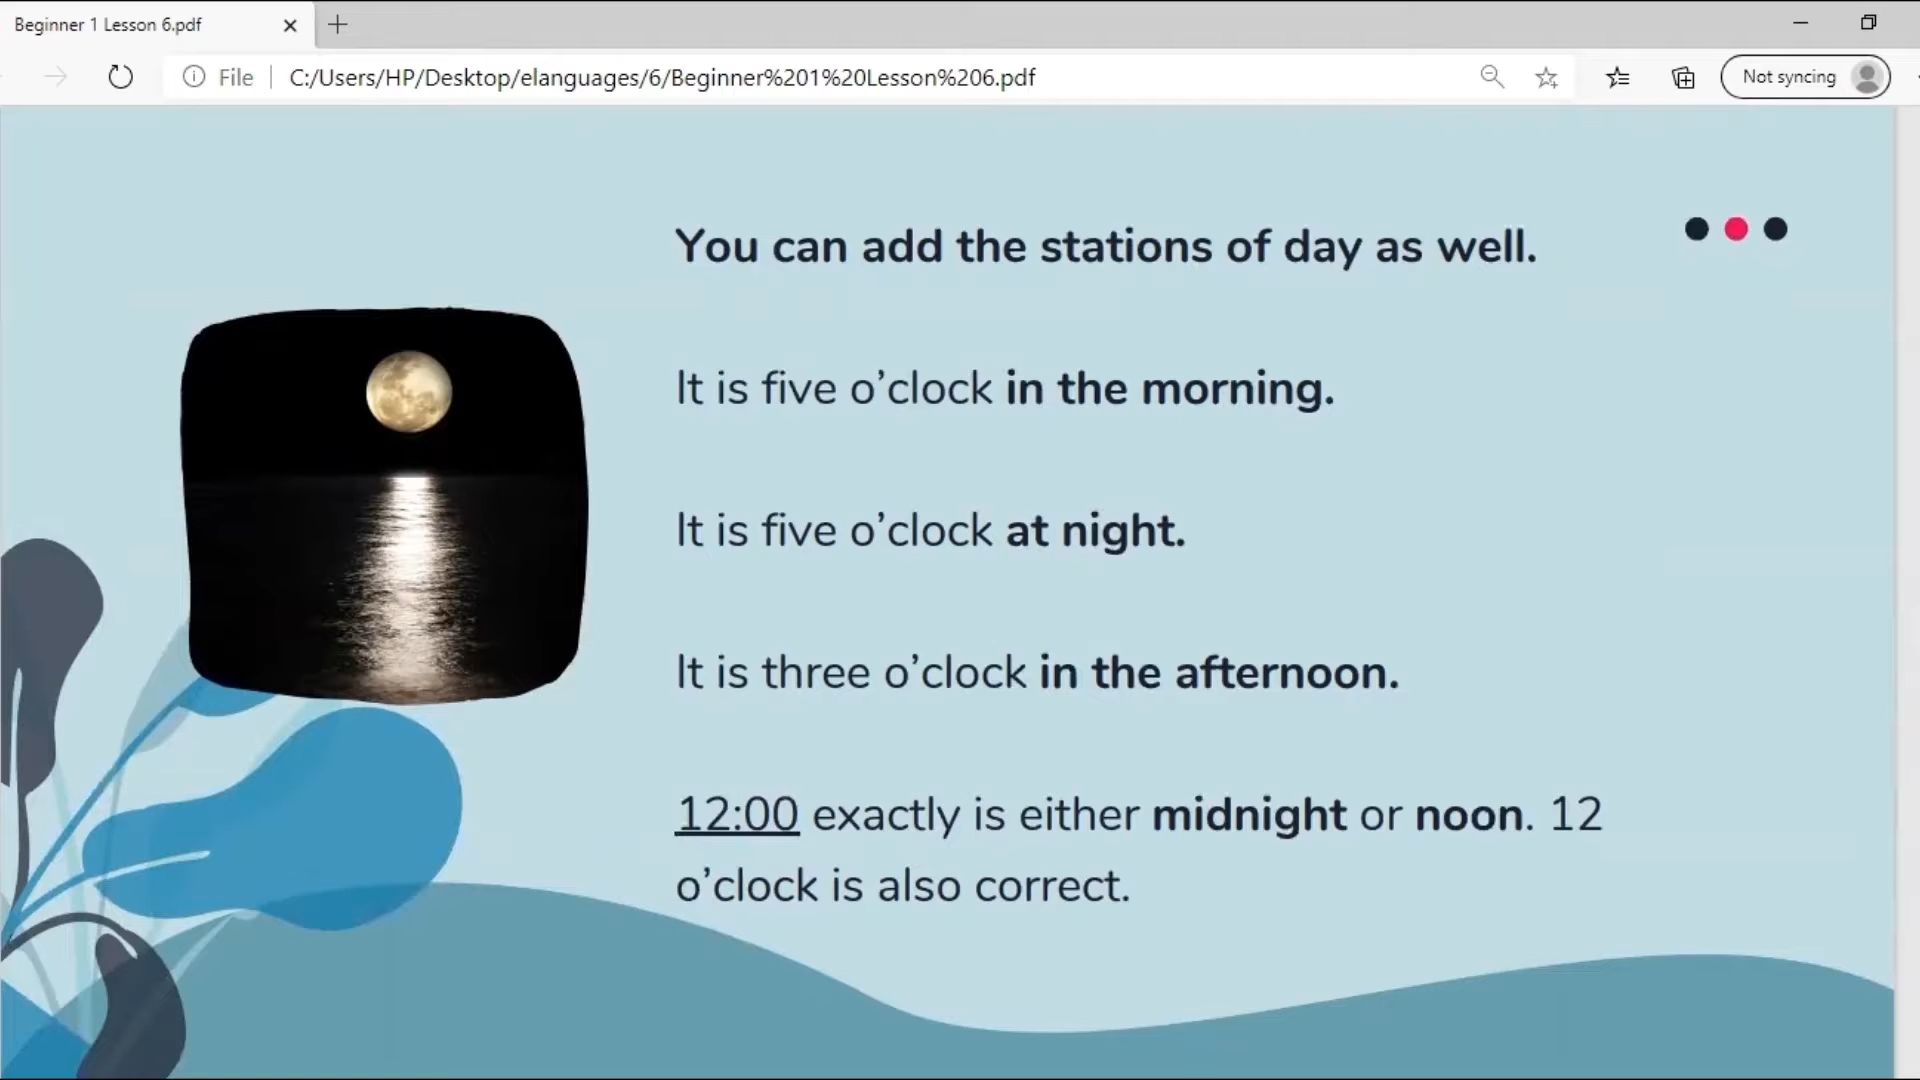 Beginner 1 Lesson 6.pdf
File
C:/Users/HP/Desktop/elanguages/6/Beginner%201%20Lesson%206.pdf
Not syncing
You can add the stations of day as well.
It is five o’clock in the morning.
It is five o’clock at night.
It is three o’clock in the afternoon.
12:00 exactly is either midnight or noon. 12
o’clock is also correct.